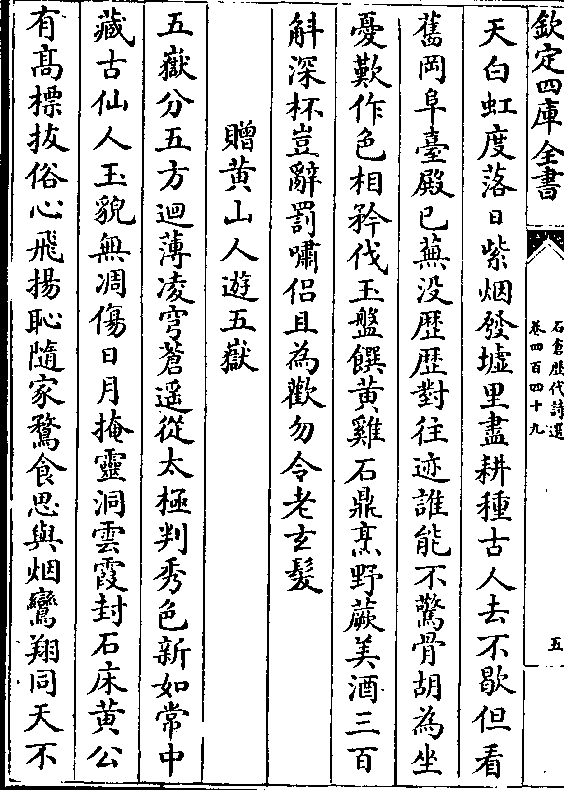 欽定四庫全書
石倉歷代詩選
卷四百四十九
五
天白虹度落日紫烟發墟里盡耕種古人去不歇但看
舊岡阜臺殿已蕪没歷歷對往迹誰能不驚骨胡為坐
憂歎作色相矜伐玉盤饌黄雞石鼎烹野蕨美酒三百
斛深杯豈辭罰嘯侣且為歡勿令老玄髮
贈黄山人遊五嶽
五嶽分五方迴薄凌穹蒼遥從太極判秀色新如常中
藏古仙人玉貌無凋傷日月掩靈洞雲霞封石床黄公
有髙標拔俗心飛揚恥隨家鶩食思與烟鸞翔同天不